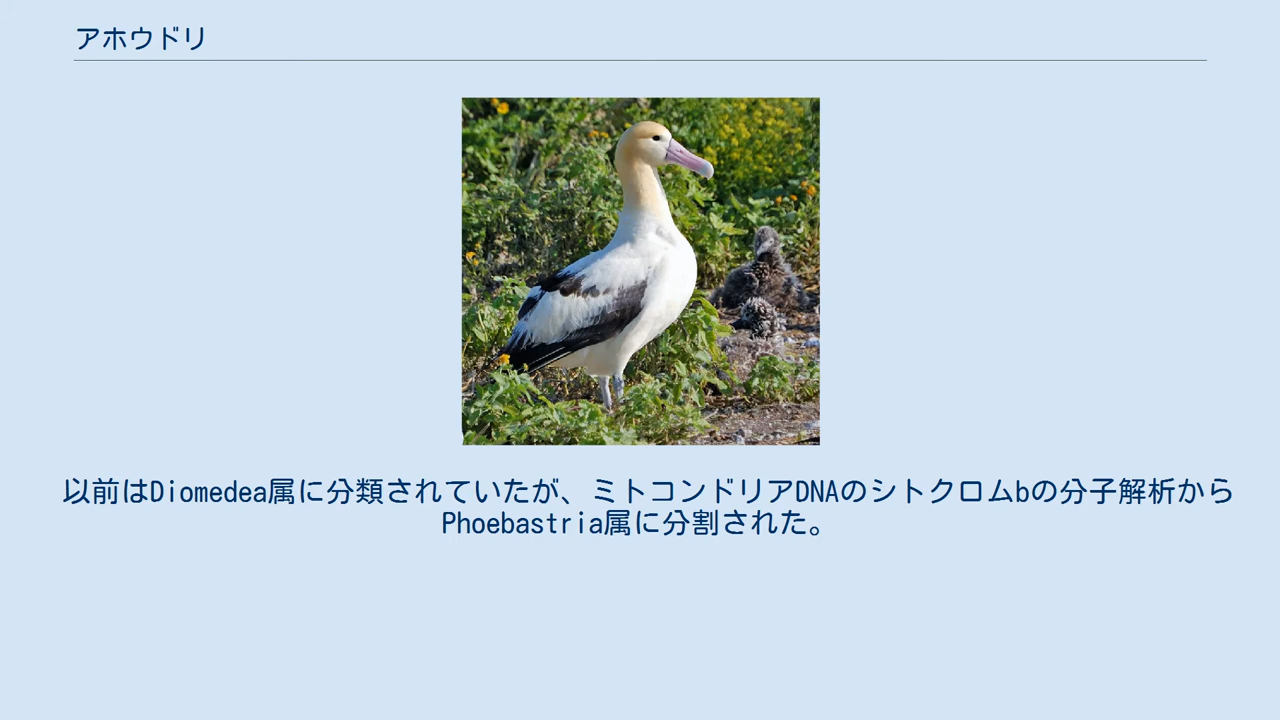 アホウドリ
以前はDiomedea属に分類されていたが、ミトコンドリアDNAのシトクロムbの分子解析から
Phoebastria属に分割された。